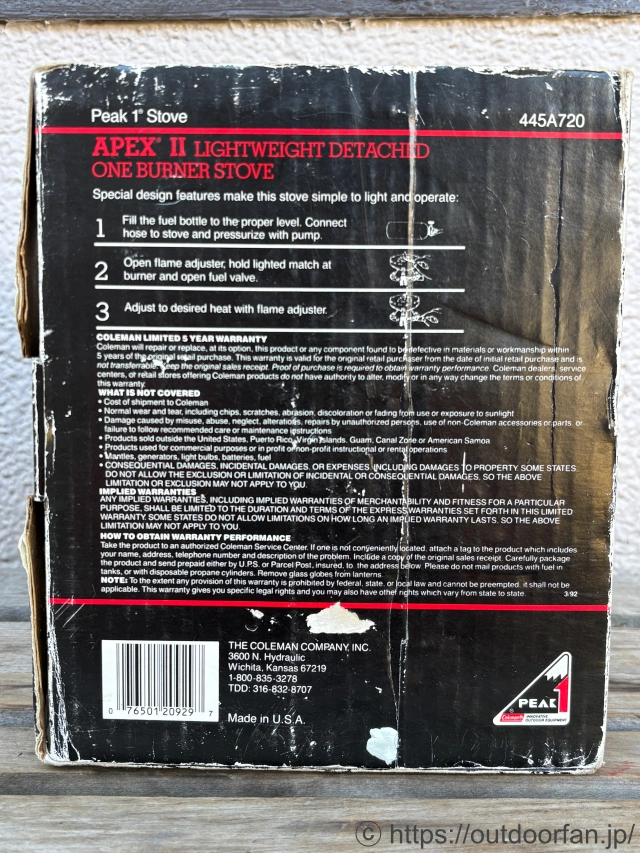 Peak 1® Stove
445A720
APEX® II LIGHTWEIGHT DETACHED
ONE BURNER STOVE
Special design features make this stove simple to light and operate:
1 Fill the fuel bottle to the proper level. Connect
hose to stove and pressurize with pump.
2 Open flame adjuster, hold lighted match at
burner and open fuel valve.
3 Adjust to desired heat with flame adjuster.
COLEMAN LIMITED 5 YEAR WARRANTY
Coleman will repair or replace, at its option, this product or any component found to be defective in materials or workmanship within
5 years of the original retail purchase. This warranty is valid for the original retail purchaser from the date of initial retail purchase and is
not transferrable. Keep the original sales receipt. Proof of purchase is required to obtain warranty performance. Coleman dealers, service
centers, or retail stores offering Coleman products do not have authority to alter, modify or in any way change the terms or conditions of
this warranty.
WHAT IS NOT COVERED
• Cost of shipment to Coleman
• Normal wear and tear, including chips, scratches, abrasion, discoloration or fading from use or exposure to sunlight
• Damage caused by misuse, abuse, neglect, alterations, repairs by unauthorized persons, use of non-Coleman accessories or parts, or
failure to follow recommended care or maintenance instructions
• Products sold outside the United States, Puerto Rico, Virgin Islands, Guam, Canal Zone or American Samoa
• Products used for commercial purposes or in profit or non-profit instructional or rental operations
• Mantles, generators, light bulbs, batteries, fuel
• CONSEQUENTIAL DAMAGES, INCIDENTAL DAMAGES, OR EXPENSES, INCLUDING DAMAGES TO PROPERTY. SOME STATES
DO NOT ALLOW THE EXCLUSION OR LIMITATION OF INCIDENTAL OR CONSEQUENTIAL DAMAGES, SO THE ABOVE
LIMITATION OR EXCLUSION MAY NOT APPLY TO YOU.
IMPLIED WARRANTIES
ANY IMPLIED WARRANTIES, INCLUDING IMPLIED WARRANTIES OF MERCHANTABILITY AND FITNESS FOR A PARTICULAR
PURPOSE, SHALL BE LIMITED TO THE DURATION AND TERMS OF THE EXPRESS WARRANTIES SET FORTH IN THIS LIMITED
WARRANTY. SOME STATES DO NOT ALLOW LIMITATIONS ON HOW LONG AN IMPLIED WARRANTY LASTS. SO THE ABOVE
LIMITATION MAY NOT APPLY TO YOU.
HOW TO OBTAIN WARRANTY PERFORMANCE
Take the product to an authorized Coleman Service Center. If one is not conveniently located, attach a tag to the product which includes
your name, address, telephone number and description of the problem. Include a copy of the original sales receipt. Carefully package
the product and send prepaid either by U.P.S. or Parcel Post, insured, to the address below. Please do not mail products with fuel in
tanks, or with disposable propane cylinders. Remove glass globes from lanterns.
NOTE: To the extent any provision of this warranty is prohibited by federal, state, or local law and cannot be preempted, it shall not be
applicable. This warranty gives you specific legal rights and you may also have other rights which vary from state to state.
3/92
THE COLEMAN COMPANY, INC.
3600 N. Hydraulic
Wichita, Kansas 67219
1-800-835-3278
TDD: 316-832-8707
Made in U.S.A.
0 76501 20929 7
PEAK 1
Coleman INNOVATIVE
OUTDOOR EQUIPMENT
© https://outdoorfan.jp/